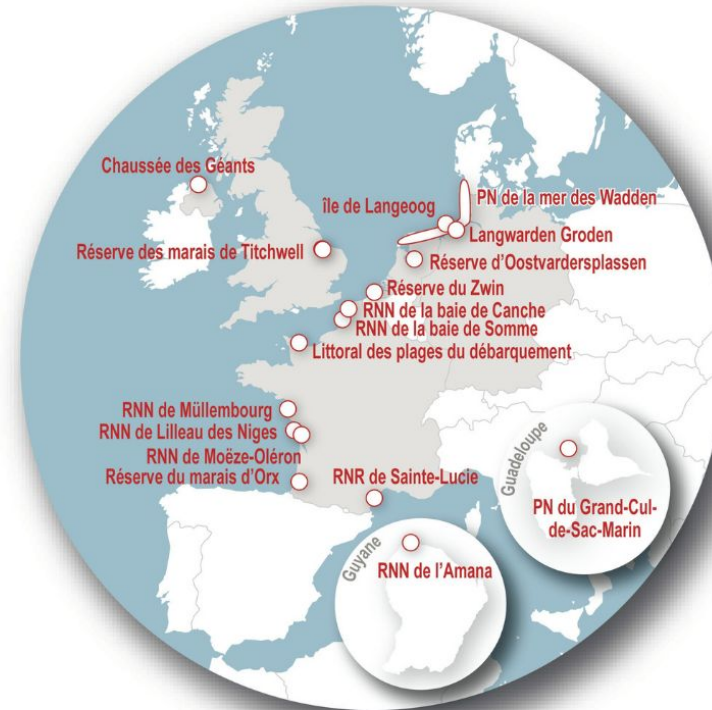 Chaussée des Géants
île de Langeoog
PN de la mer des Wadden
Langwarden Groden
Réserve des marais de Titchwell
Réserve d'Oostvardersplassen
Réserve du Zwin
RNN de la baie de Canche
RNN de la baie de Somme
Littoral des plages du débarquement
RNN de Müllembourg
RNN de Lilleau des Niges
RNN de Moëze-Oléron
Réserve du marais d'Orx
RNR de Sainte-Lucie
Guadeloupe
PN du Grand-Cul-
de-Sac-Marin
Guyane
RNN de l'Amana